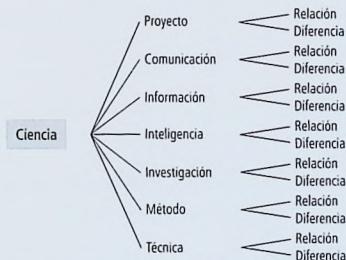 Ciencia
Proyecto
Relación
Diferencia
Comunicación
Relación
Diferencia
Información
Relación
Diferencia
Inteligencia
Relación
Diferencia
Investigación
Relación
Diferencia
Método
Relación
Diferencia
Técnica
Relación
Diferencia